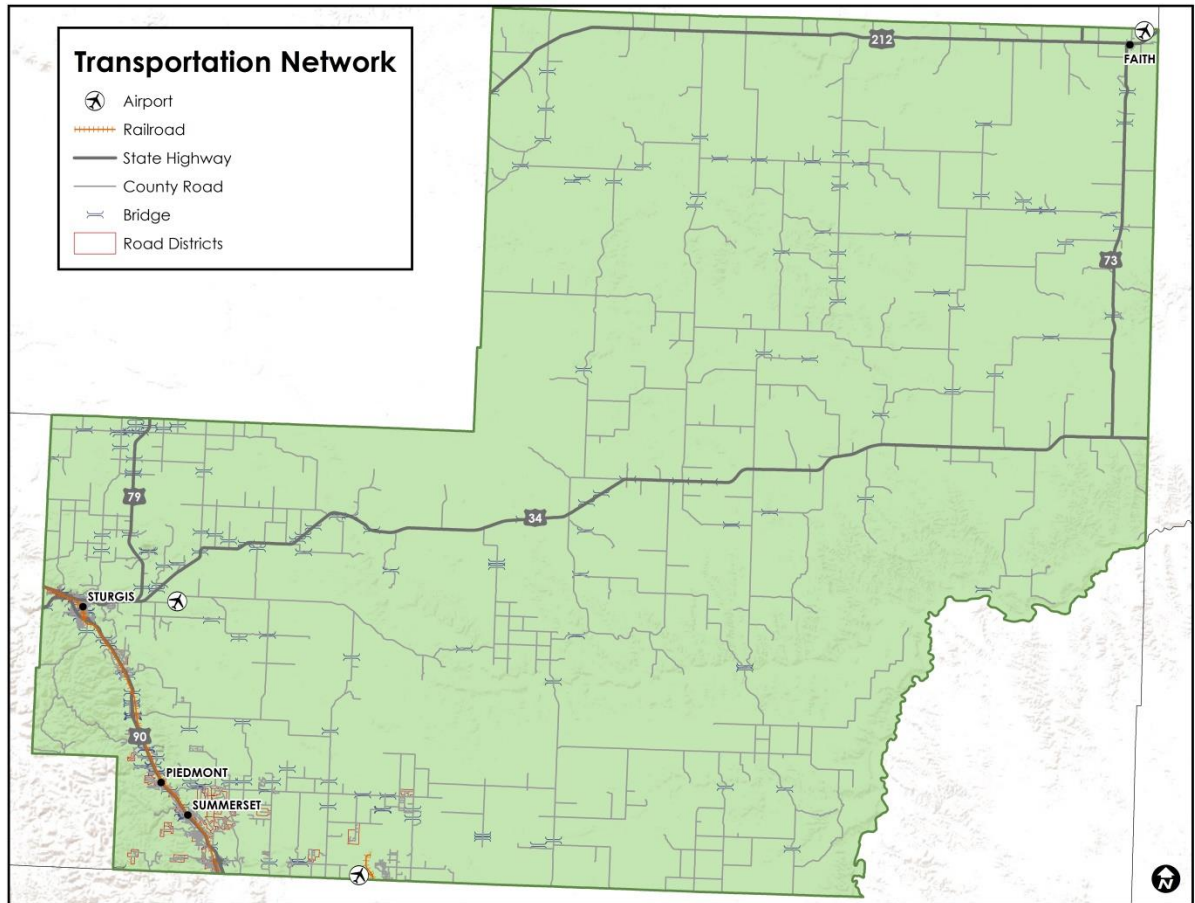 Transportation Network
Airport
Railroad
State Highway
County Road
Bridge
Road Districts
212
FAITH
73
79
34
STURGIS
90
PIEDMONT
SUMMERSET
N